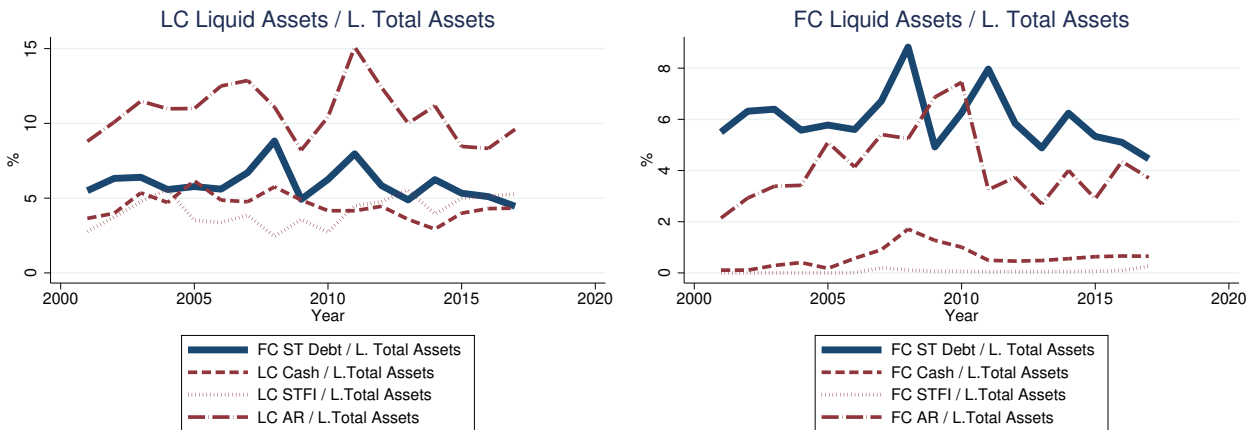 LC Liquid Assets / L. Total Assets
15
10
5
0
%
2000
2005
2010
2015
2020
Year
FC ST Debt / L. Total Assets
LC Cash / L.Total Assets
LC STFI / L.Total Assets
LC AR / L.Total Assets
FC Liquid Assets / L. Total Assets
8
6
4
2
0
%
2000
2005
2010
2015
2020
Year
FC ST Debt / L. Total Assets
FC Cash / L.Total Assets
FC STFI / L.Total Assets
FC AR / L.Total Assets